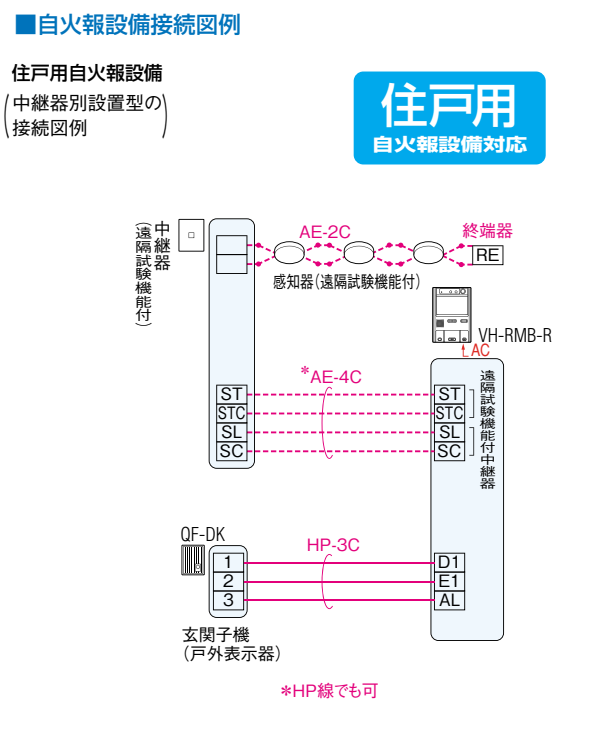 ■自火報設備接続図例
住戸用自火報設備
(中継器別設置型の
接続図例)
住戸用
自火報設備対応
中継器
(遠隔試験機能付)
AE-2C
終端器
RE
感知器(遠隔試験機能付)
VH-RMB-R
AC
*AE-4C
ST
STC
SL
SC
ST
STC
SL
SC
遠隔試験機能付中継器
QF-DK
HP-3C
1
2
3
D1
E1
AL
玄関子機
(戸外表示器)
*HP線でも可